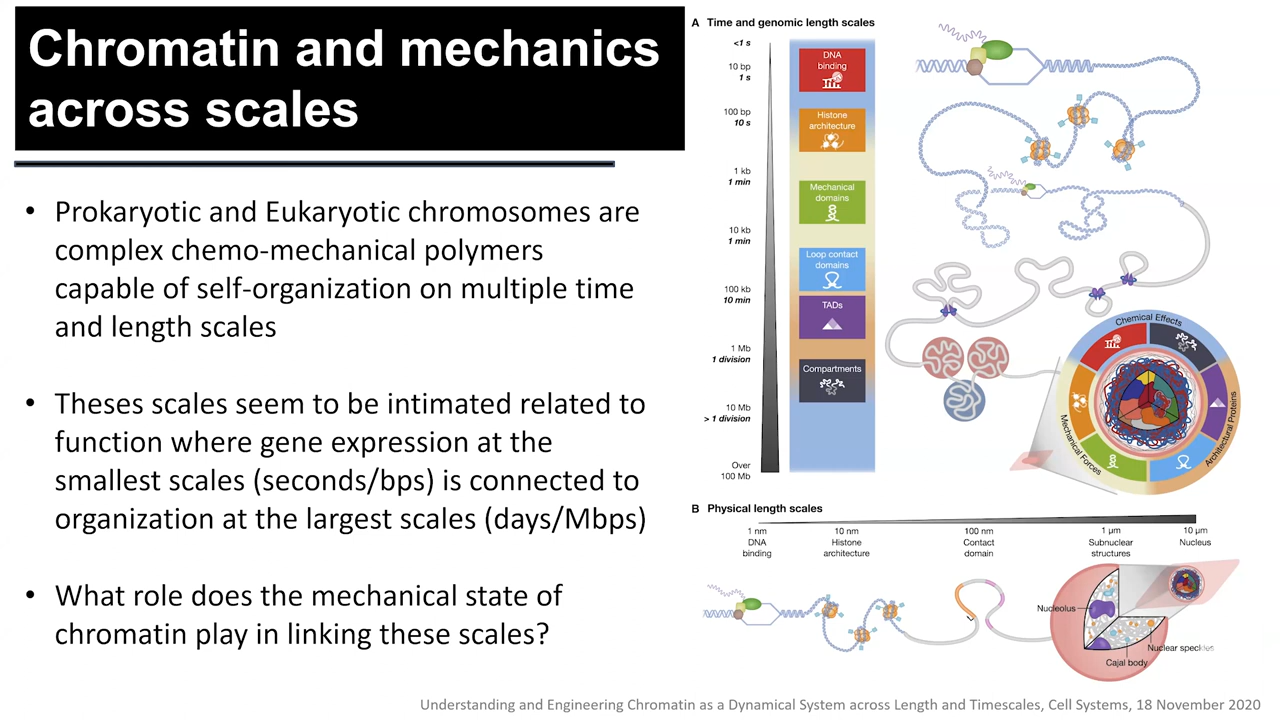 Chromatin and mechanics
across scales
• Prokaryotic and Eukaryotic chromosomes are
complex chemo-mechanical polymers
capable of self-organization on multiple time
and length scales
• Theses scales seem to be intimated related to
function where gene expression at the
smallest scales (seconds/bps) is connected to
organization at the largest scales (days/Mbps)
• What role does the mechanical state of
chromatin play in linking these scales?
A Time and genomic length scales
<1 s
10 bp
1 s
100 bp
10 s
1 kb
1 min
10 kb
1 min
100 kb
10 min
1 Mb
1 division
10 Mb
> 1 division
Over
100 Mb
DNA
binding
Histone
architecture
Mechanical
domains
Loop contact
domains
TADs
Compartments
Chemical Effects
Mechanical Forces
Architectural Proteins
B Physical length scales
1 nm
DNA
binding
10 nm
Histone
architecture
100 nm
Contact
domain
1 µm
Subnuclear
structures
10 µm
Nucleus
Nucleolus
Nuclear speckles
Cajal body
Understanding and Engineering Chromatin as a Dynamical System across Length and Timescales, Cell Systems, 18 November 2020